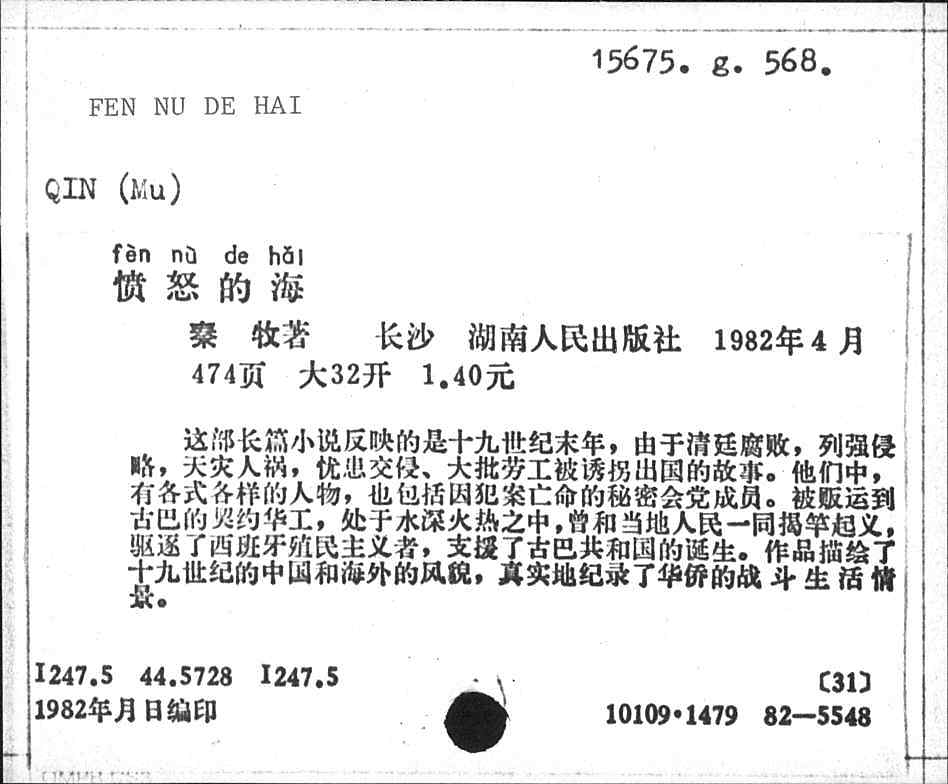 15675. g. 568.
FEN NU DE HAI
QIN (Mu)
fèn nù de hǎi
愤怒的海
秦 牧著 长沙 湖南人民出版社 1982年4月
474页 大32开 1.40元
这部长篇小说反映的是十九世纪末年，由于清廷腐败，列强侵
略，天灾人祸，忧患交侵、大批劳工被诱拐出国的故事。他们中，
有各式各样的人物，也包括因犯案亡命的秘密会党成员。被贩运到
古巴的契约华工，处于水深火热之中，曾和当地人民一同揭竿起义，
驱逐了西班牙殖民主义者，支援了古巴共和国的诞生。作品描绘了
十九世纪的中国和海外的风貌，真实地纪录了华侨的战斗生活情
景。
I247.5 44.5728 I247.5
〔31〕
1982年月日编印
10109·1479 82—5548